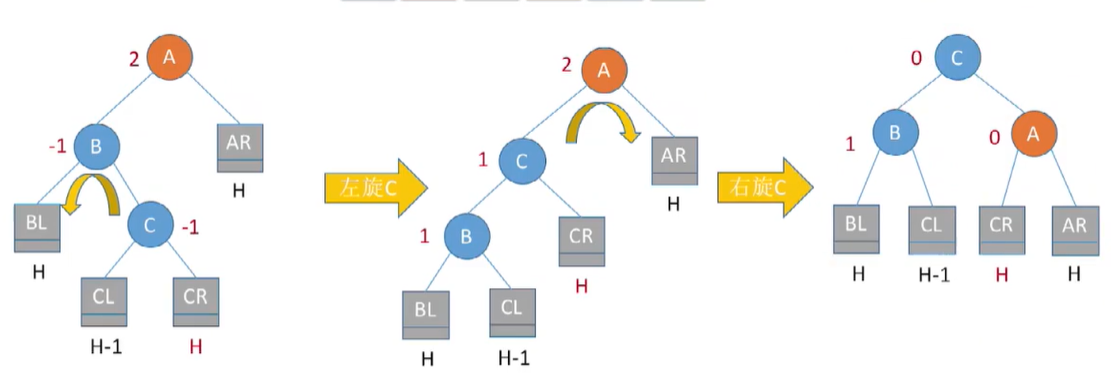 2 A
-1 B AR
H
BL C -1
H
CL CR
H-1 H
左旋C
2 A
1 C AR
H
1 B CR
H
BL CL
H H-1
右旋C
0 C
1 B 0 A
BL CL CR AR
H H-1 H H